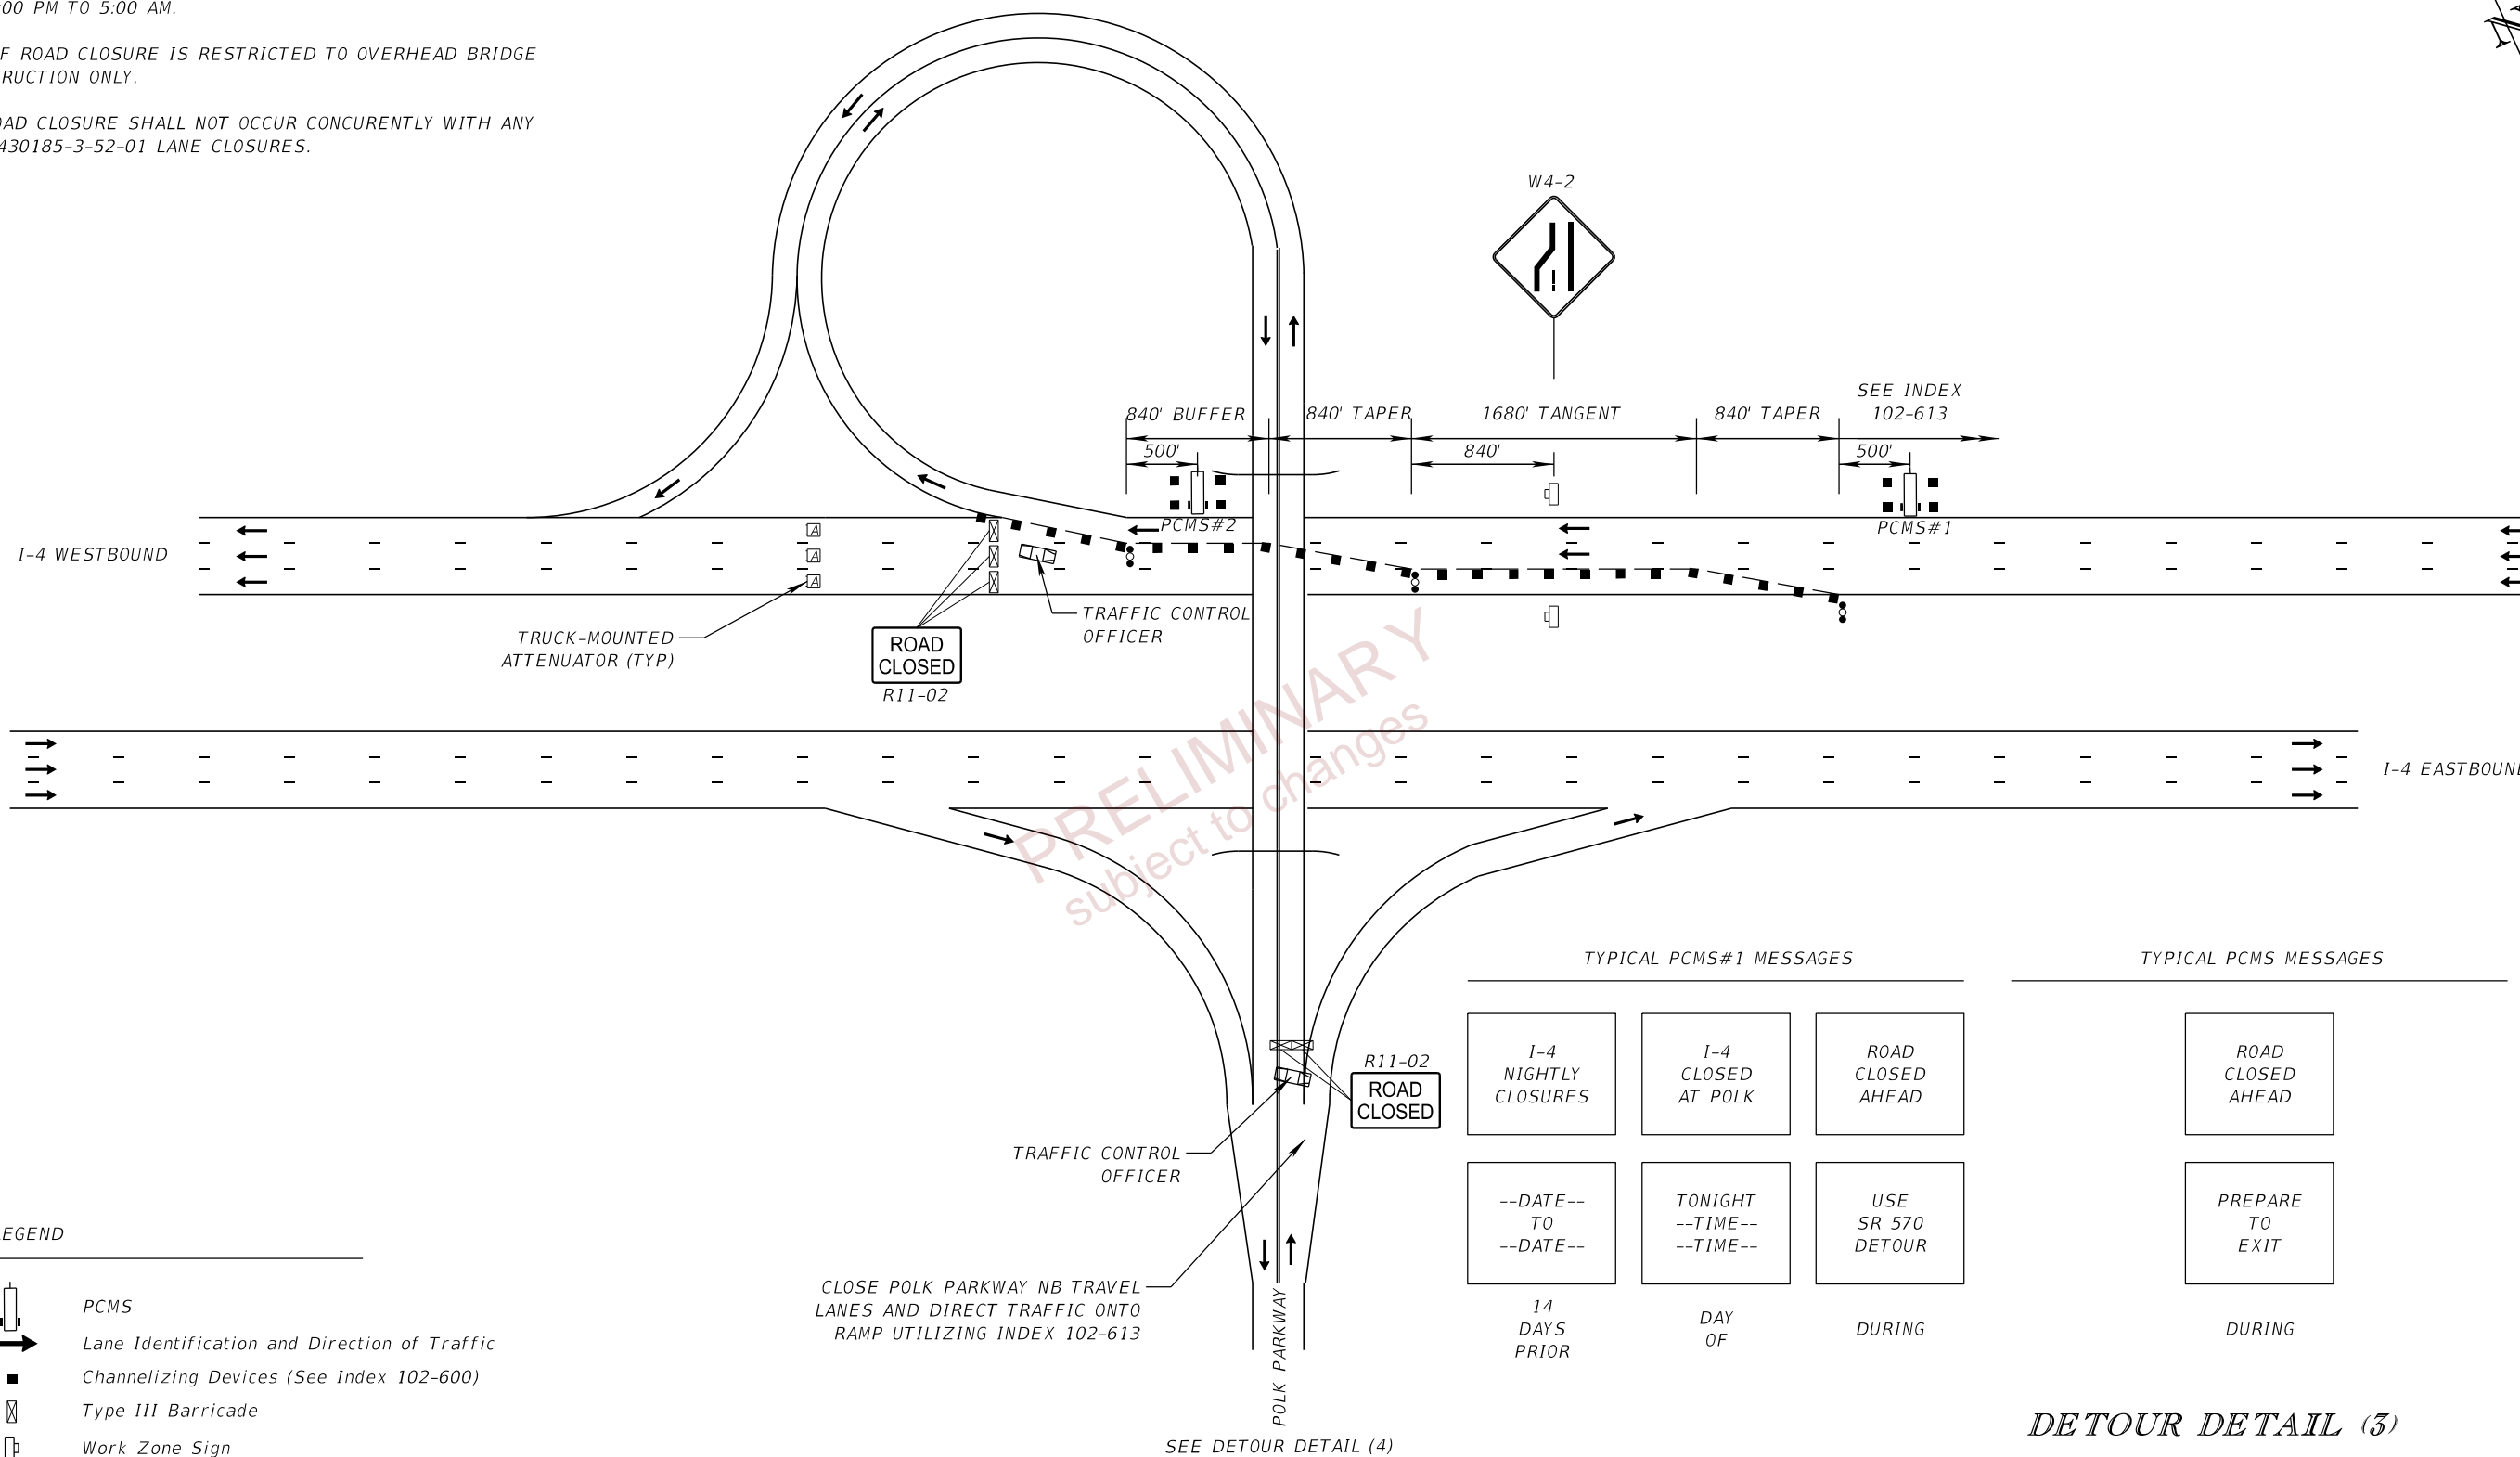 :00 PM TO 5:00 AM.
F ROAD CLOSURE IS RESTRICTED TO OVERHEAD BRIDGE
RUCTION ONLY.
OAD CLOSURE SHALL NOT OCCUR CONCURENTLY WITH ANY
430185-3-52-01 LANE CLOSURES.
W4-2
SEE INDEX
102-613
840' BUFFER
840' TAPER
1680' TANGENT
840' TAPER
500'
840'
500'
PCMS#2
PCMS#1
I-4 WESTBOUND
A
A
A
TRUCK-MOUNTED
ATTENUATOR (TYP)
ROAD
CLOSED
R11-02
TRAFFIC CONTROL
OFFICER
PRELIMINARY
subject to changes
I-4 EASTBOUND
R11-02
ROAD
CLOSED
TRAFFIC CONTROL
OFFICER
CLOSE POLK PARKWAY NB TRAVEL
LANES AND DIRECT TRAFFIC ONTO
RAMP UTILIZING INDEX 102-613
POLK PARKWAY
SEE DETOUR DETAIL (4)
TYPICAL PCMS#1 MESSAGES
I-4
NIGHTLY
CLOSURES
--DATE--
TO
--DATE--
14
DAYS
PRIOR
I-4
CLOSED
AT POLK
TONIGHT
--TIME--
--TIME--
DAY
OF
ROAD
CLOSED
AHEAD
USE
SR 570
DETOUR
DURING
TYPICAL PCMS MESSAGES
ROAD
CLOSED
AHEAD
PREPARE
TO
EXIT
DURING
LEGEND
PCMS
Lane Identification and Direction of Traffic
Channelizing Devices (See Index 102-600)
Type III Barricade
Work Zone Sign
DETOUR DETAIL (3)